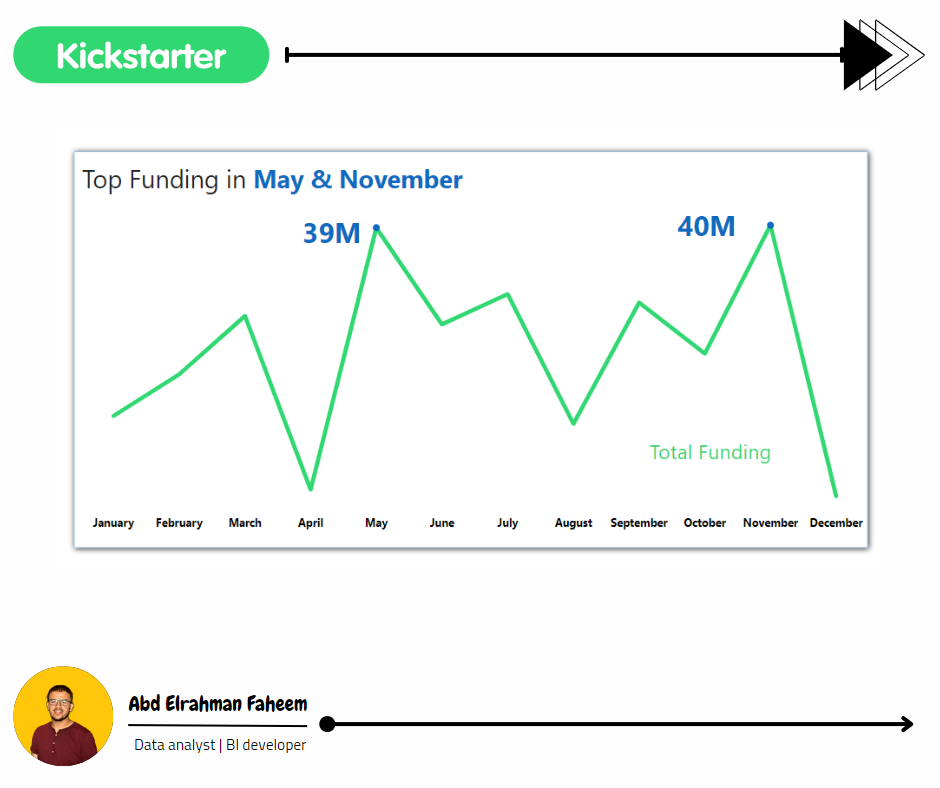 Kickstarter
Top Funding in May & November
39M
40M
Total Funding
January February March April May June July August September October November December
Abd Elrahman Faheem
Data analyst | BI developer